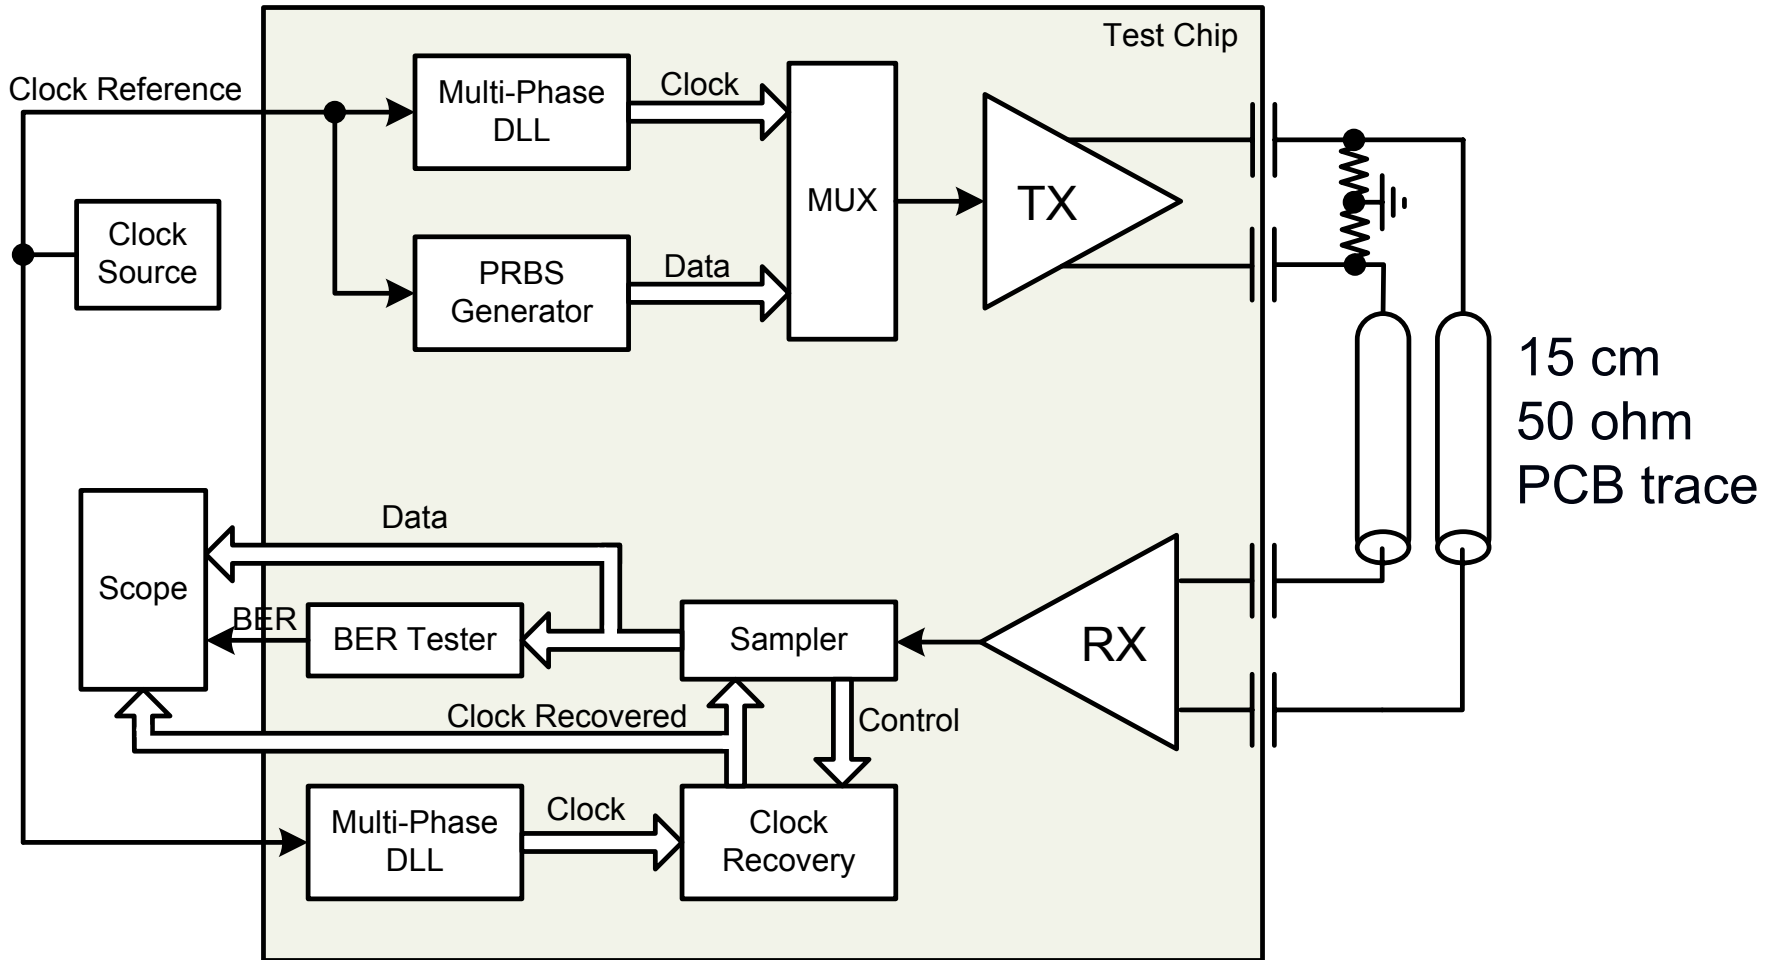 Test Chip
Clock Reference
Multi-Phase
DLL
Clock
MUX
TX
Clock
Source
PRBS
Generator
Data
15 cm
50 ohm
PCB trace
Data
Scope
BER
BER Tester
Sampler
RX
Clock Recovered
Control
Multi-Phase
DLL
Clock
Clock
Recovery